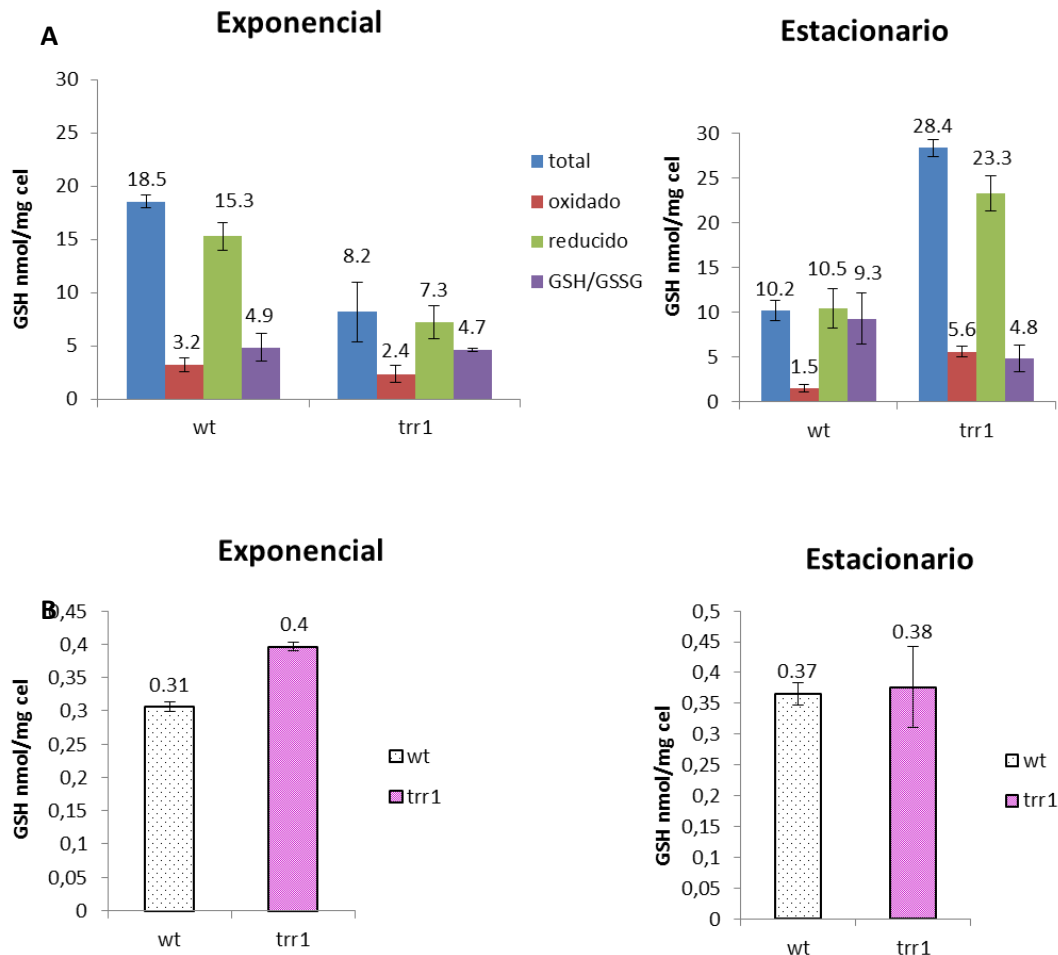 A
Exponencial
GSH nmol/mg cel
30
25
20
15
10
5
0
18.5
3.2
15.3
4.9
8.2
2.4
7.3
4.7
wt
trr1
total
oxidado
reducido
GSH/GSSG
Estacionario
GSH nmol/mg cel
30
25
20
15
10
5
0
10.2
1.5
10.5
9.3
28.4
5.6
23.3
4.8
wt
trr1
B
Exponencial
GSH nmol/mg cel
0,45
0,4
0,35
0,3
0,25
0,2
0,15
0,1
0,05
0
0.31
0.4
wt
trr1
wt
trr1
Estacionario
GSH nmol/mg cel
0,5
0,45
0,4
0,35
0,3
0,25
0,2
0,15
0,1
0,05
0
0.37
0.38
wt
trr1
wt
trr1